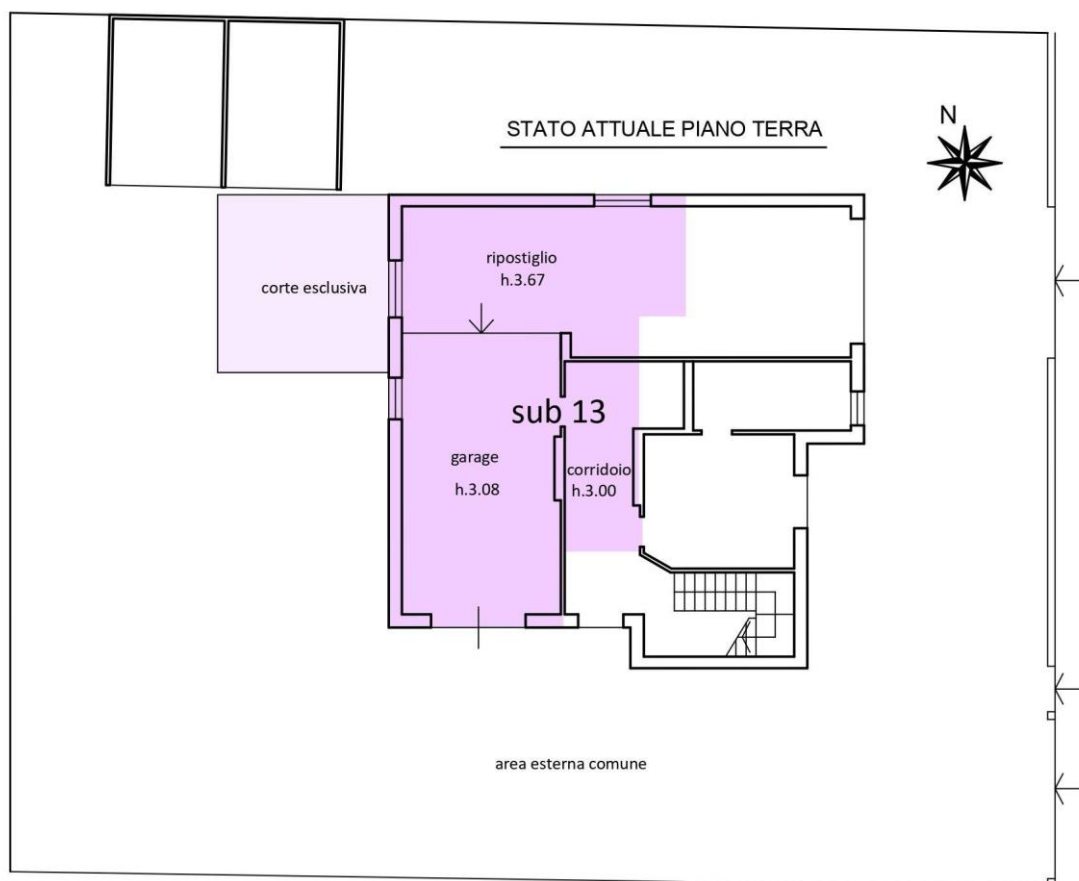 N
STATO ATTUALE PIANO TERRA
ripostiglio
h.3.67
corte esclusiva
sub 13
garage
h.3.08
corridoio
h.3.00
area esterna comune